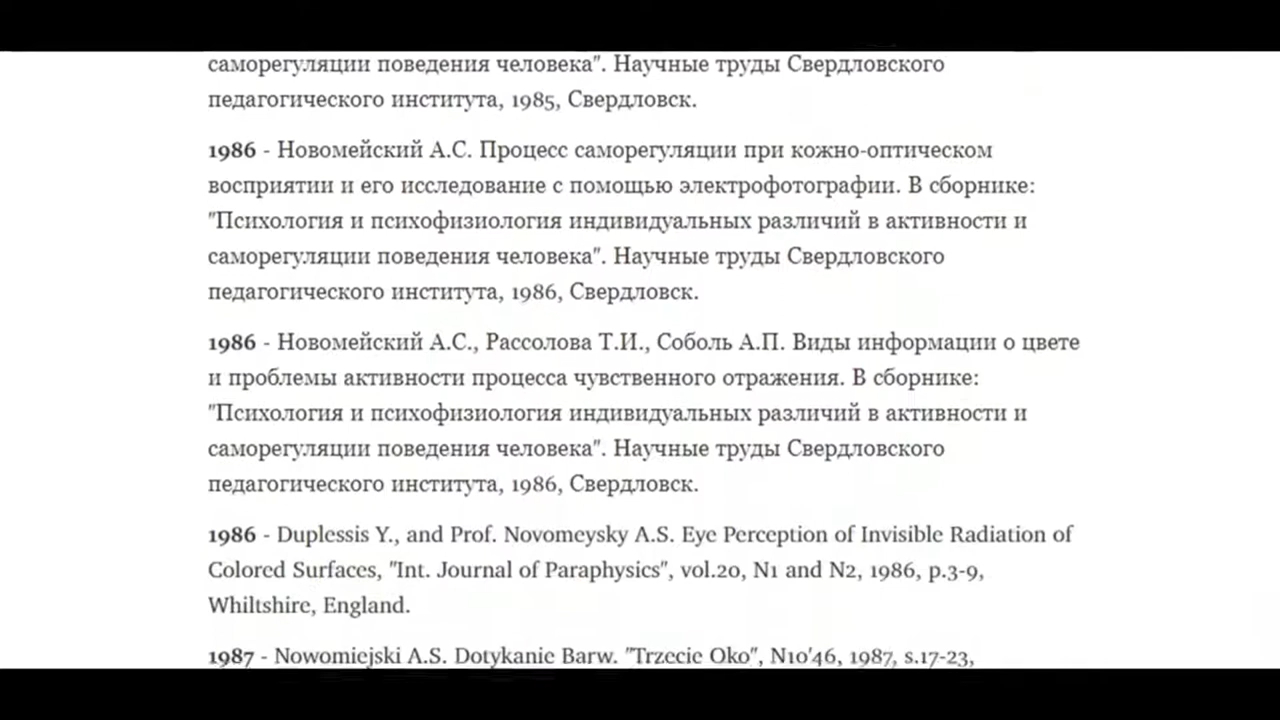 саморегуляции поведения человека". Научные труды Свердловского
педагогического института, 1985, Свердловск.
1986 - Новомейский А.С. Процесс саморегуляции при кожно-оптическом
восприятии и его исследование с помощью электрофотографии. В сборнике:
"Психология и психофизиология индивидуальных различий в активности и
саморегуляции поведения человека". Научные труды Свердловского
педагогического института, 1986, Свердловск.
1986 - Новомейский А.С., Рассолова Т.И., Соболь А.П. Виды информации о цвете
и проблемы активности процесса чувственного отражения. В сборнике:
"Психология и психофизиология индивидуальных различий в активности и
саморегуляции поведения человека". Научные труды Свердловского
педагогического института, 1986, Свердловск.
1986 - Duplessis Y., and Prof. Novomeysky A.S. Eye Perception of Invisible Radiation of
Colored Surfaces, "Int. Journal of Paraphysics", vol.20, N1 and N2, 1986, p.3-9,
Whiltshire, England.
1987 - Nowomiejski A.S. Dotykanie Barw. "Trzecie Oko", N10'46, 1987, s.17-23,